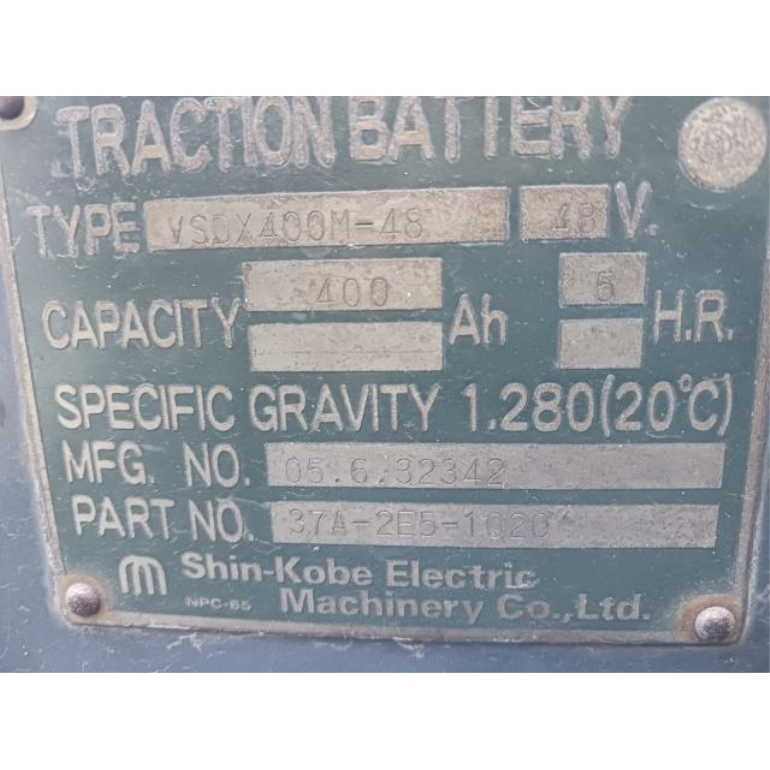 TRACTION BATTERY
TYPE VSDX400M-48 48 V.
CAPACITY 400 Ah 5 H.R.
SPECIFIC GRAVITY 1.280(20°C)
MFG. NO. 05.6.32342
PART NO. 37A-2E5-1020
Shin-Kobe Electric
NPC-65 Machinery Co.,Ltd.